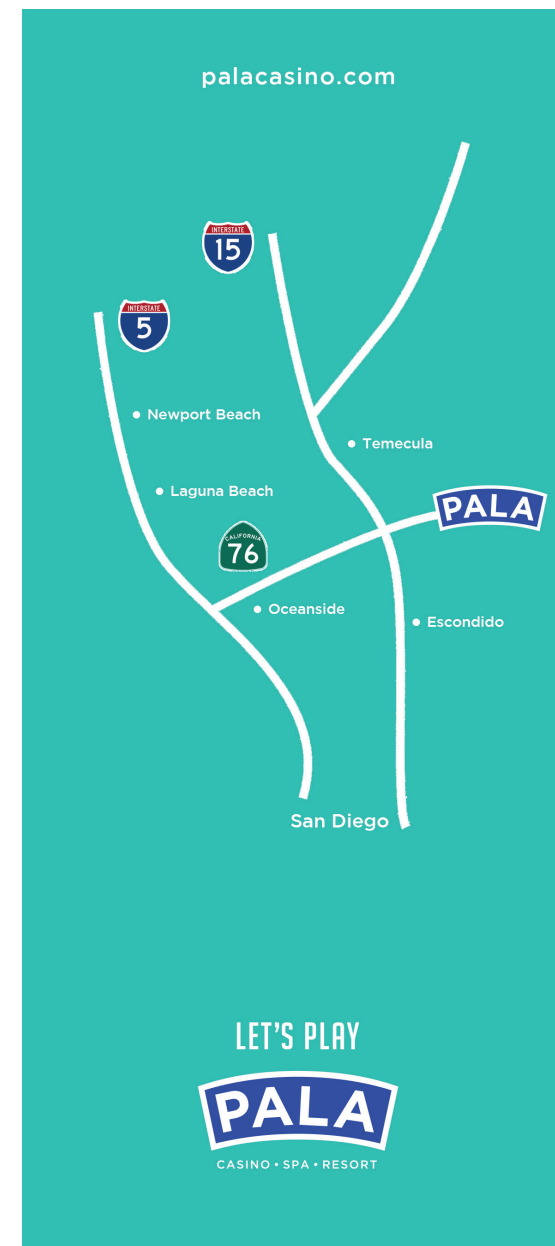 palacasino.com
INTERSTATE
15
INTERSTATE
5
Newport Beach
Temecula
Laguna Beach
PALA
CALIFORNIA
76
Oceanside
Escondido
San Diego
LET'S PLAY
PALA
CASINO • SPA • RESORT